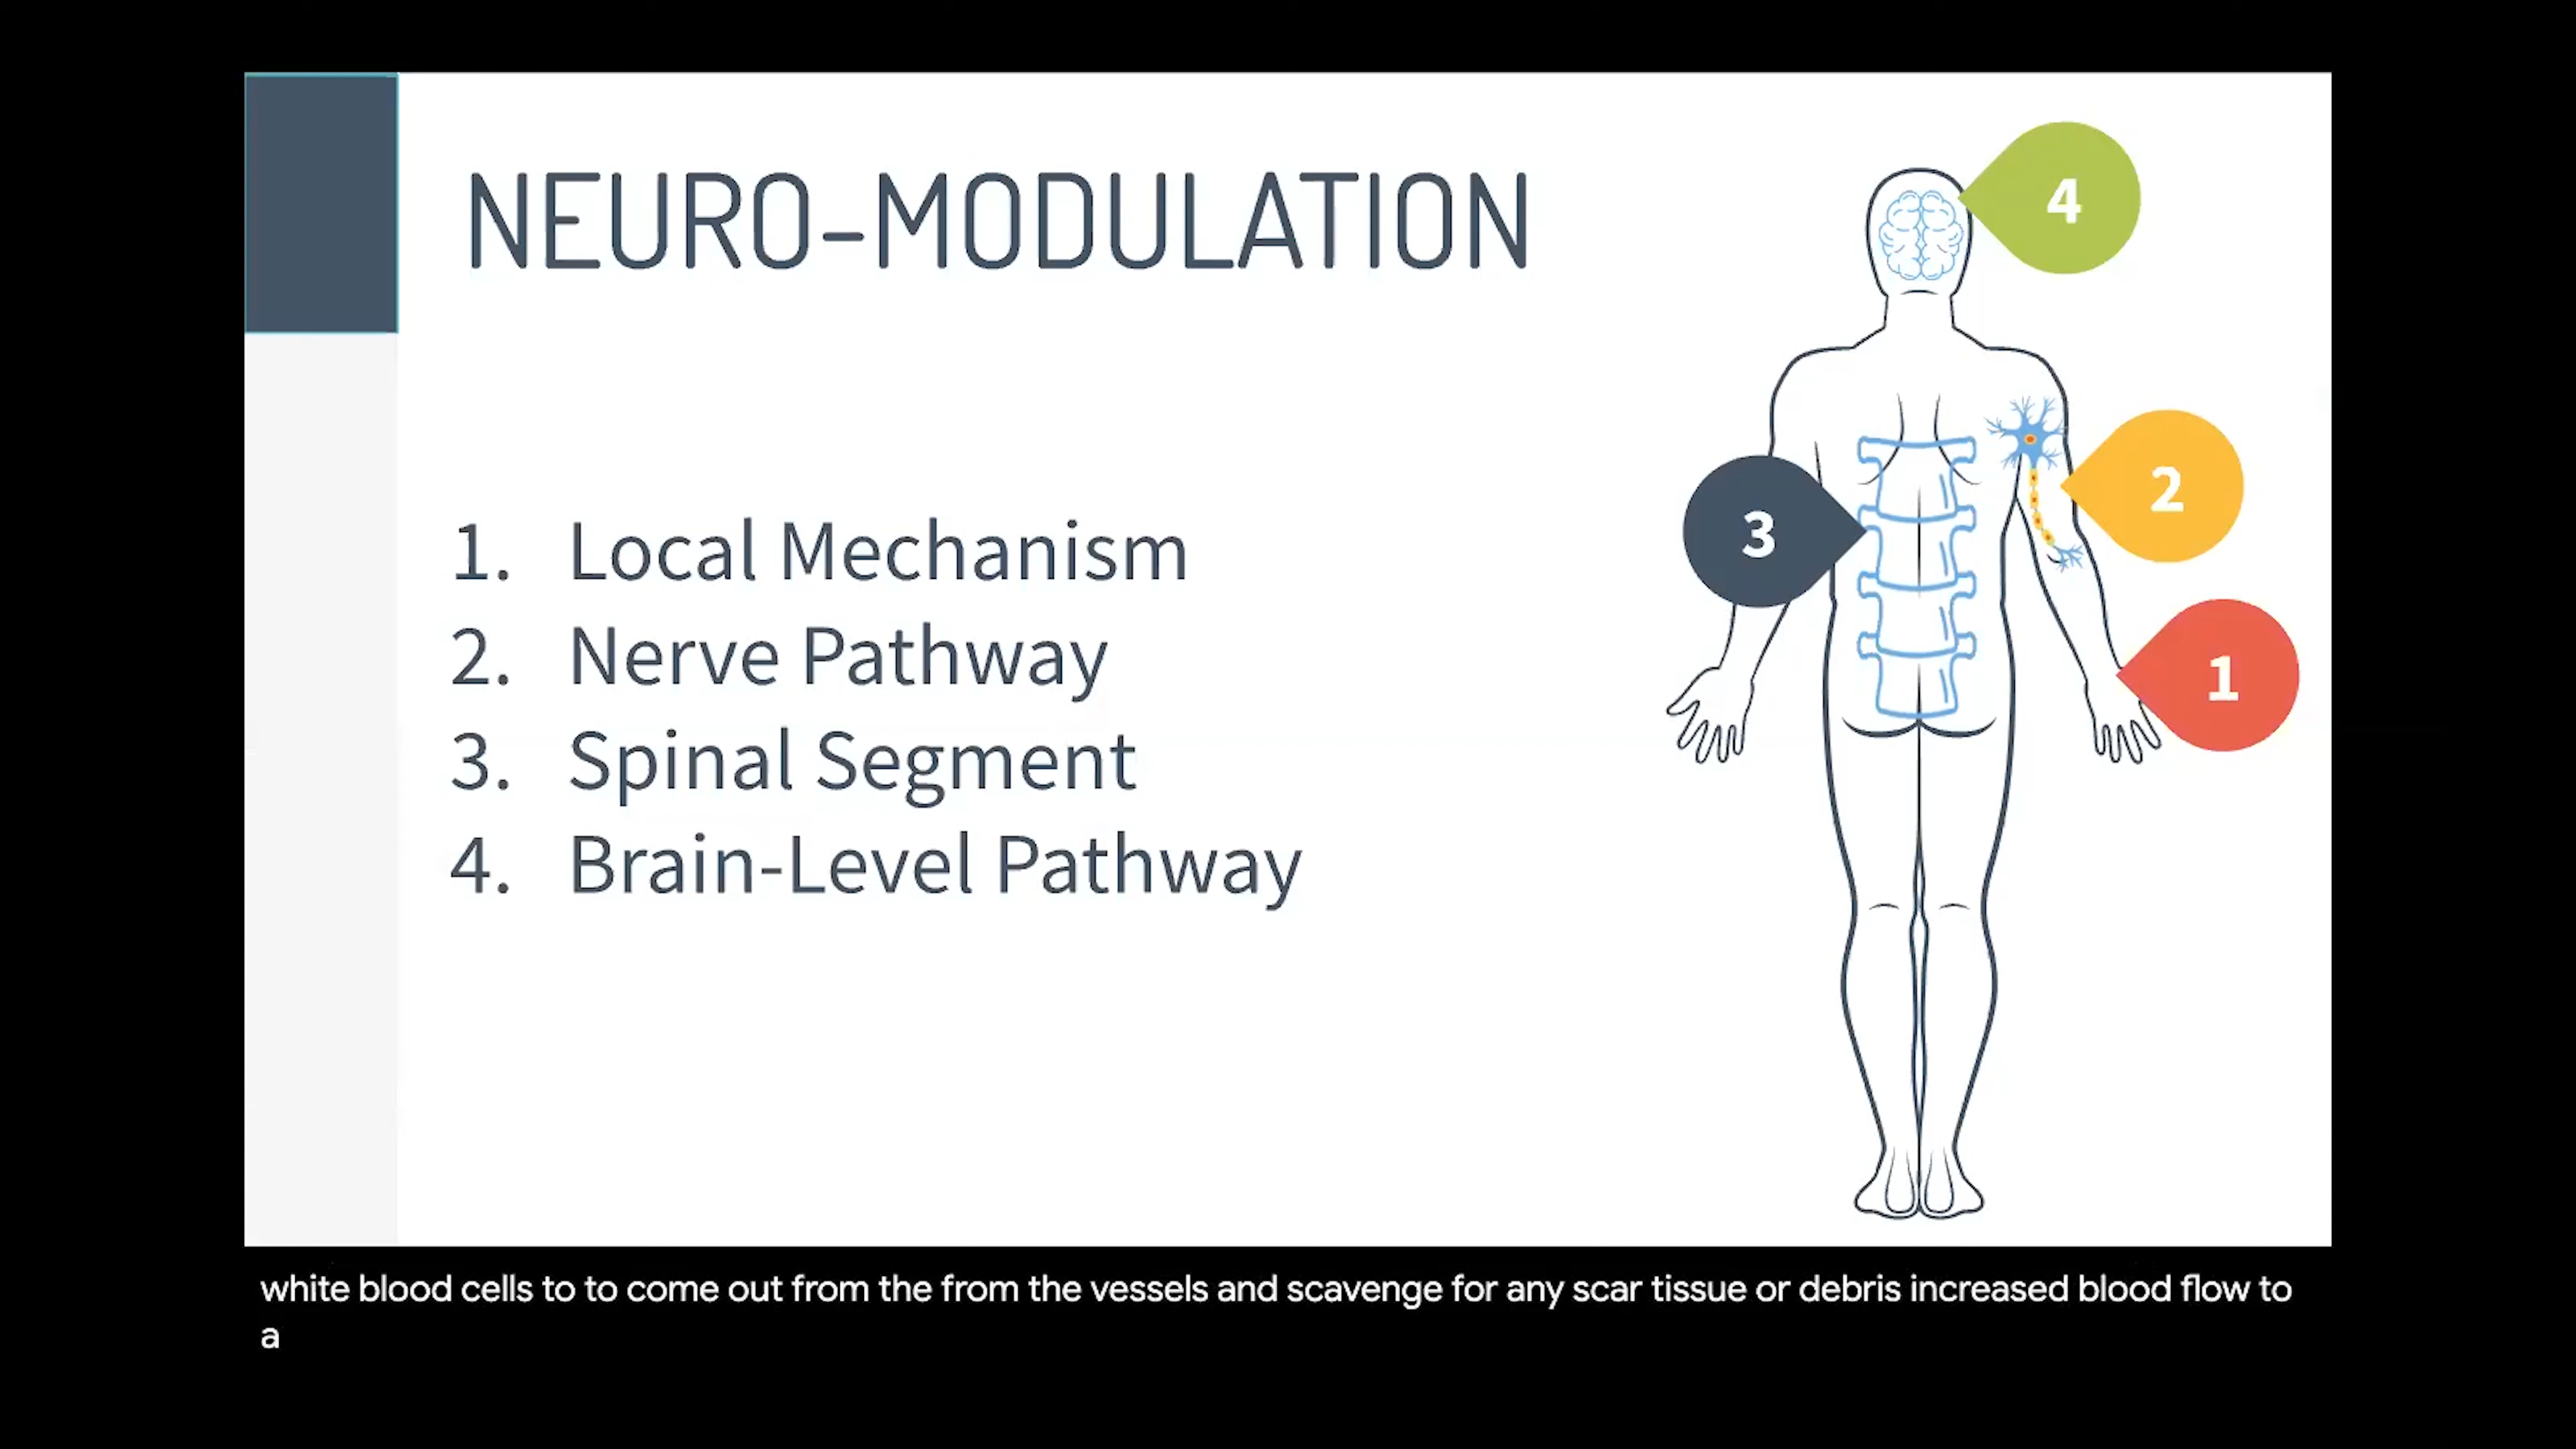 NEURO-MODULATION
1. Local Mechanism
2. Nerve Pathway
3. Spinal Segment
4. Brain-Level Pathway
4
2
3
1
white blood cells to to come out from the from the vessels and scavenge for any scar tissue or debris increased blood flow to
a